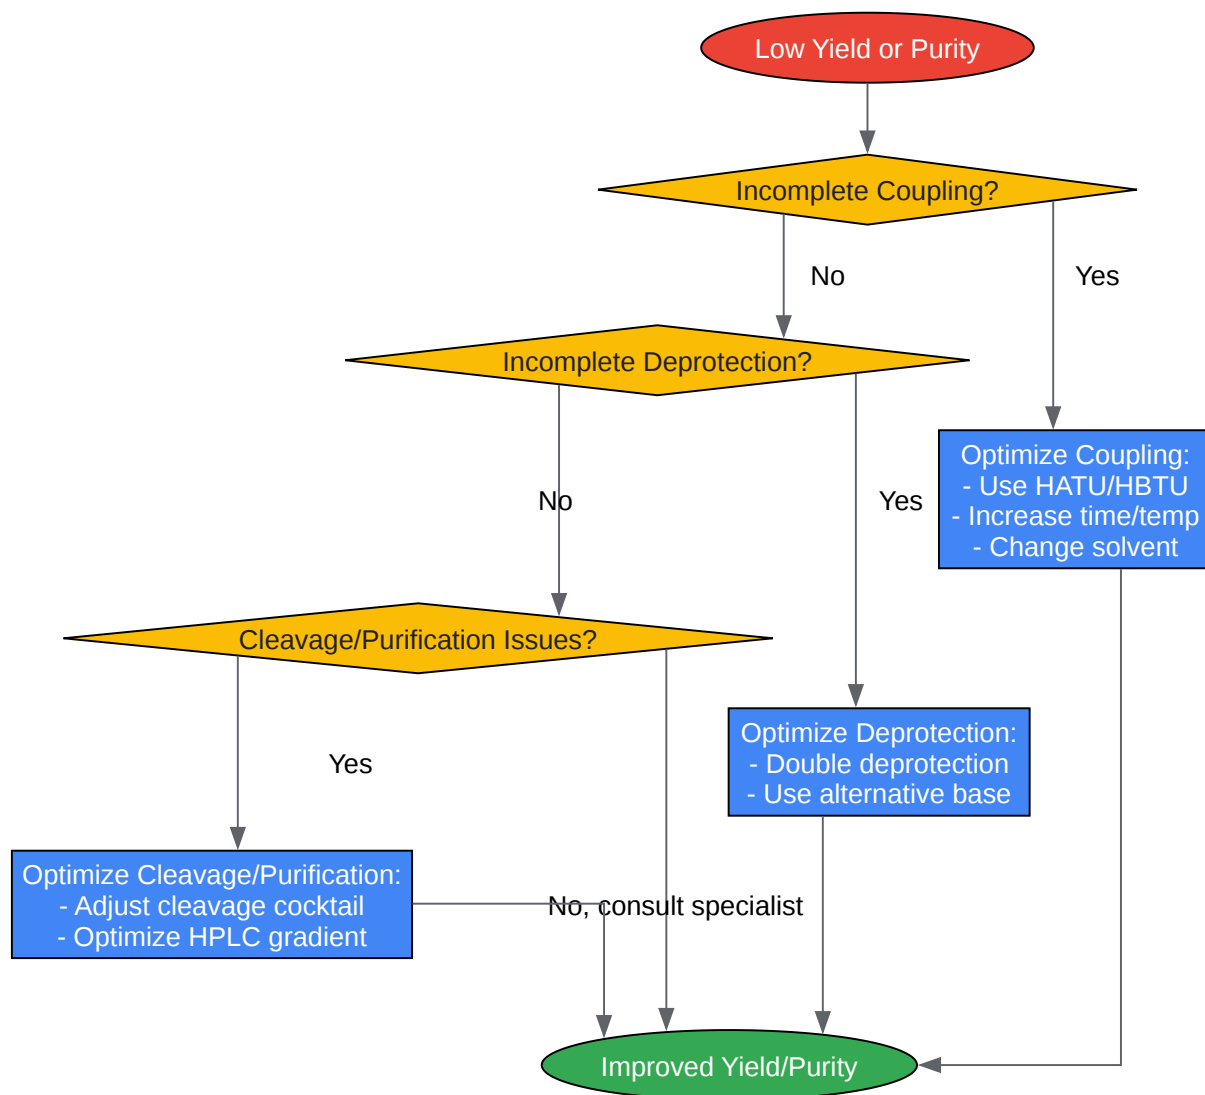 Low Yield or Purity
Incomplete Coupling?
No
Yes
Incomplete Deprotection?
Optimize Coupling:
- Use HATU/HBTU
- Increase time/temp
- Change solvent
No
Yes
Cleavage/Purification Issues?
Optimize Deprotection:
- Double deprotection
- Use alternative base
Yes
Optimize Cleavage/Purification:
- Adjust cleavage cocktail
- Optimize HPLC gradient
No, consult specialist
Improved Yield/Purity